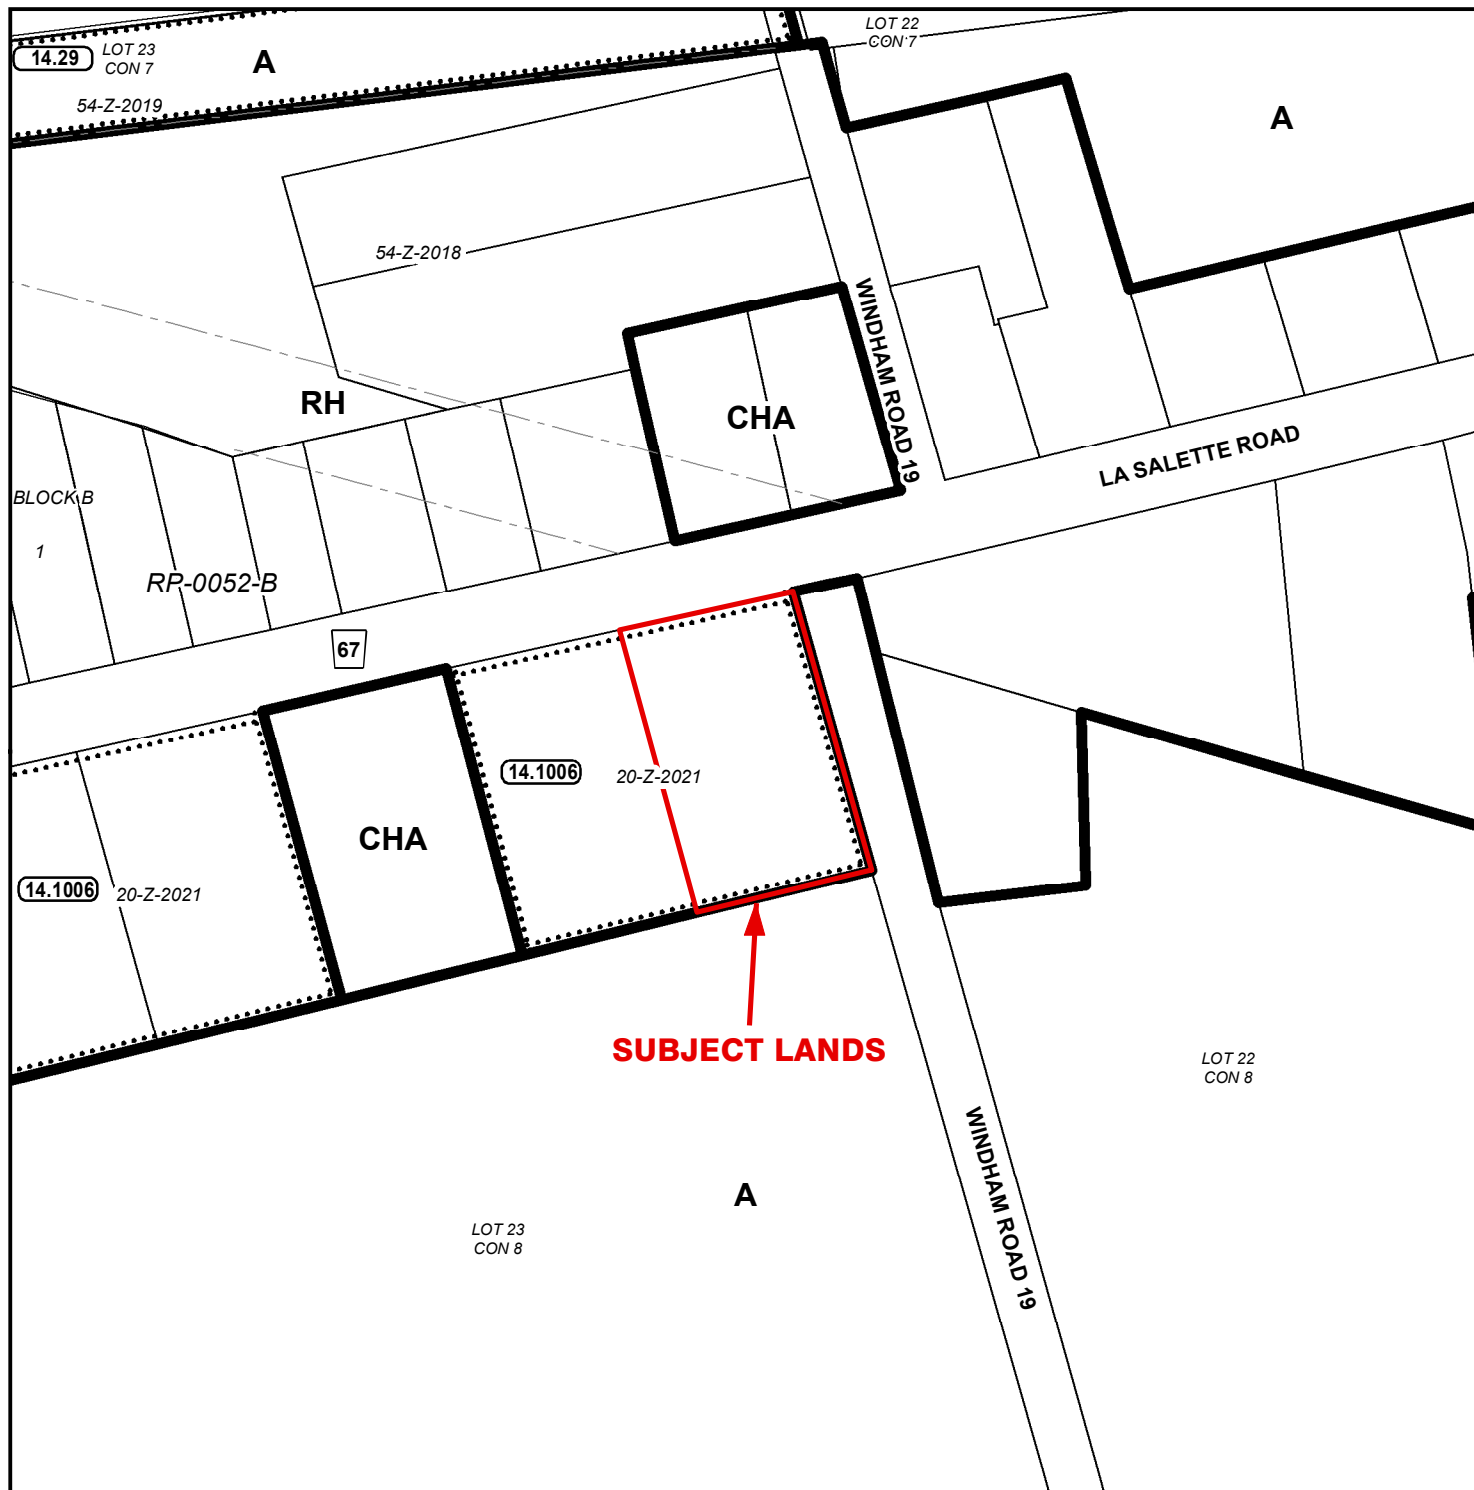 LOT 22
CON 7
14.29
LOT 23
CON 7
A
54-Z-2019
A
54-Z-2018
WINDHAM ROAD 19
RH
CHA
LA SALETTE ROAD
BLOCK B
1
RP-0052-B
67
14.1006
20-Z-2021
CHA
14.1006
20-Z-2021
SUBJECT LANDS
LOT 22
CON 8
WINDHAM ROAD 19
A
LOT 23
CON 8